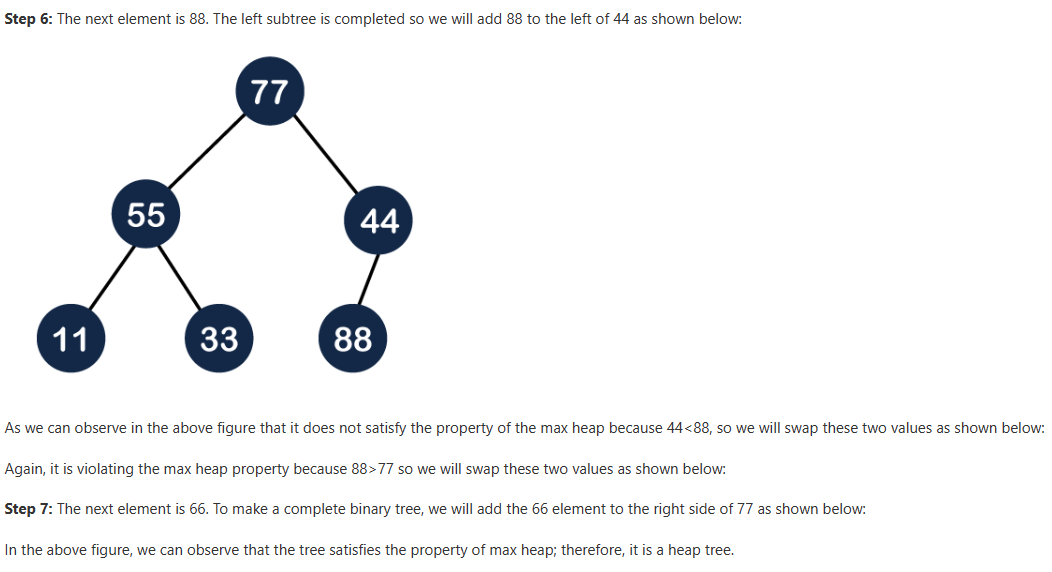 Step 6: The next element is 88. The left subtree is completed so we will add 88 to the left of 44 as shown below:
77
55
44
11
33
88
As we can observe in the above figure that it does not satisfy the property of the max heap because 44<88, so we will swap these two values as shown below:
Again, it is violating the max heap property because 88>77 so we will swap these two values as shown below:
Step 7: The next element is 66. To make a complete binary tree, we will add the 66 element to the right side of 77 as shown below:
In the above figure, we can observe that the tree satisfies the property of max heap; therefore, it is a heap tree.